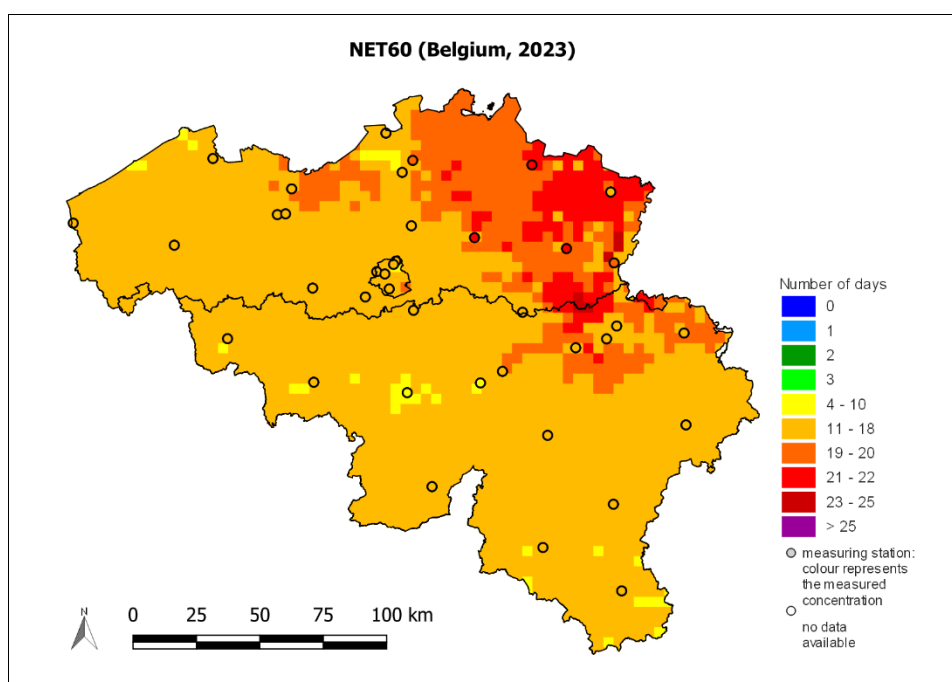 NET60 (Belgium, 2023)
Number of days
0
1
2
3
4 - 10
11 - 18
19 - 20
21 - 22
23 - 25
> 25
measuring station:
colour represents
the measured
concentration
no data
available
N
0 25 50 75 100 km